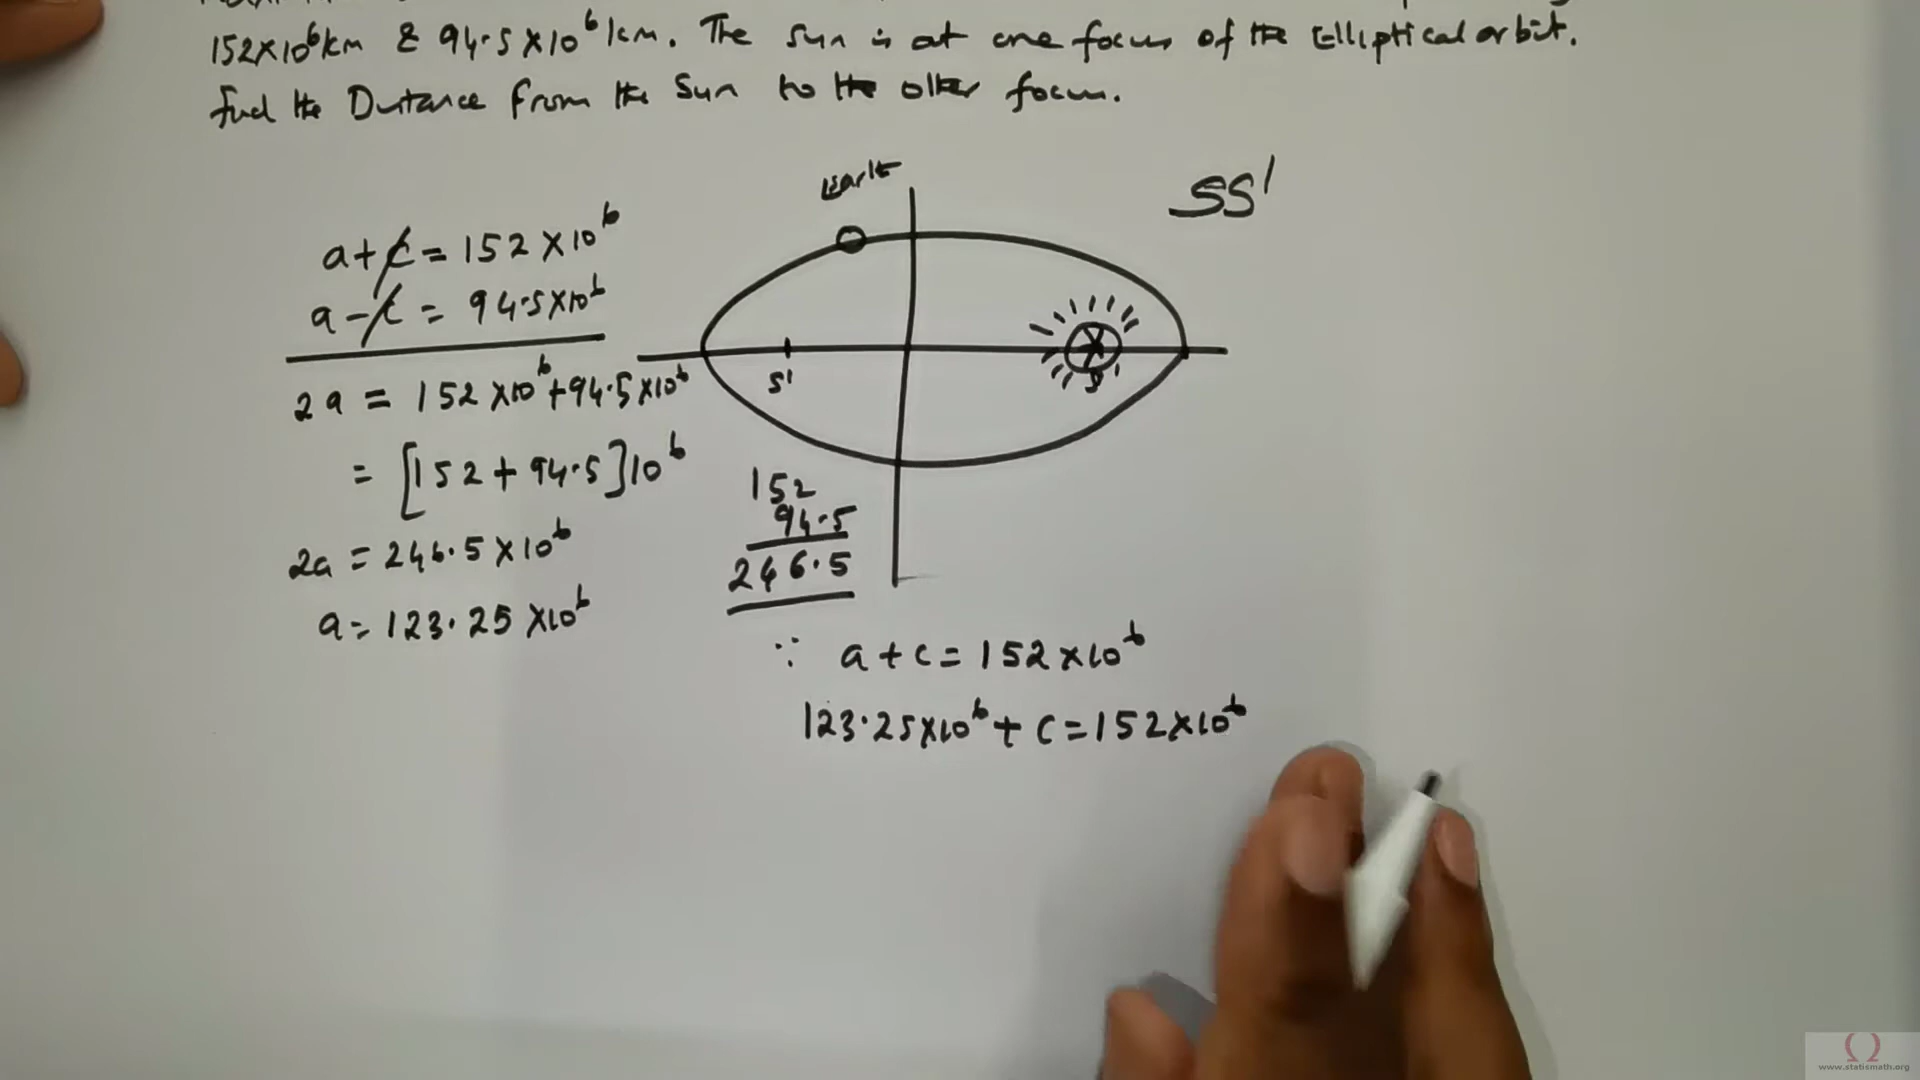 152×10⁶km & 94.5×10⁶km. The sun is at one focus of the Elliptical orbit.
find the Distance from the Sun to the other focus.
Earth
SS'
a+c=152×10⁶
a-c=94.5×10⁶
2a=152×10⁶+94.5×10⁶
=[152+94.5]10⁶
2a=246.5×10⁶
a=123.25×10⁶
S'
S
152
94.5
246.5
∵ a+c=152×10⁶
123.25×10⁶+c=152×10⁶
Ω
www.statismath.org